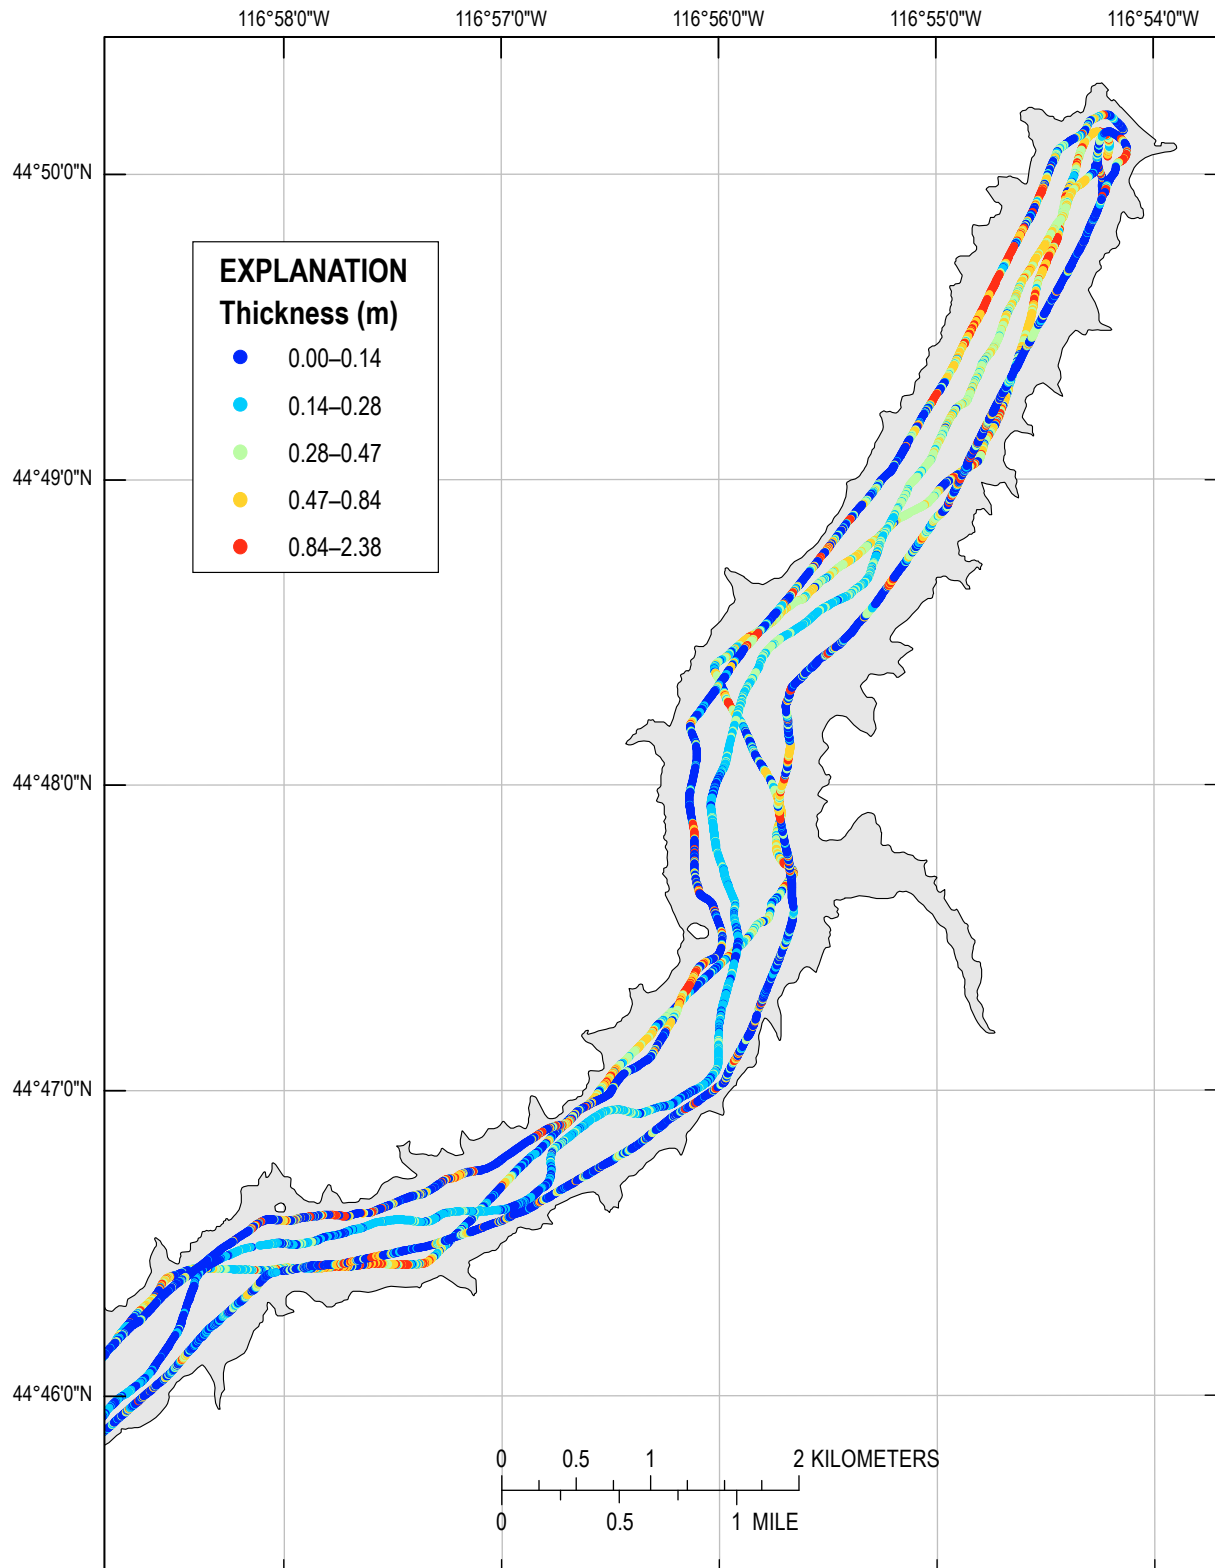 116°58'0"W 116°57'0"W 116°56'0"W 116°55'0"W 116°54'0"W
44°50'0"N
EXPLANATION
Thickness (m)
0.00–0.14
0.14–0.28
0.28–0.47
0.47–0.84
0.84–2.38
44°49'0"N
44°48'0"N
44°47'0"N
44°46'0"N
0 0.5 1 2 KILOMETERS
0 0.5 1 MILE